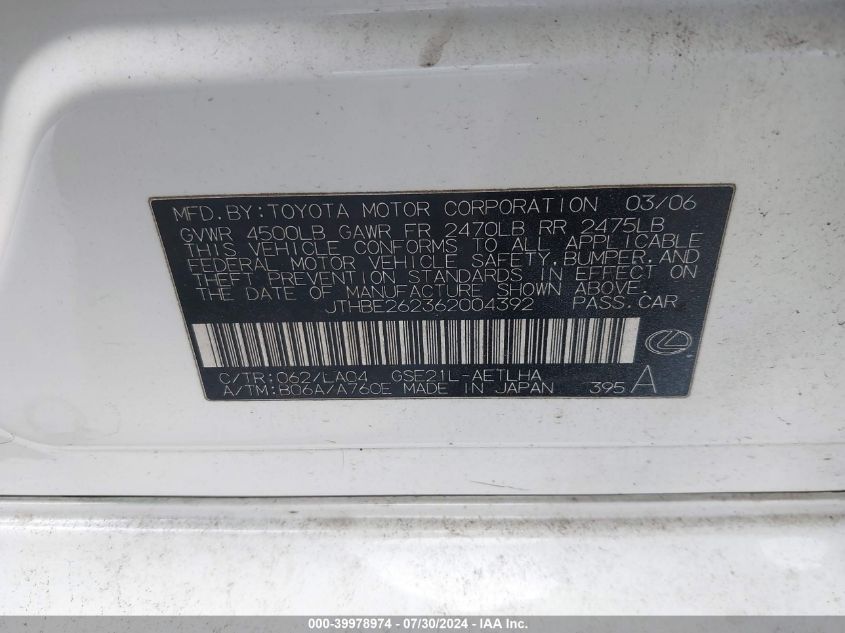 MFD. BY: TOYOTA MOTOR CORPORATION 03/06
GVWR 4500LB GAWR FR 2470LB RR 2475LB
THIS VEHICLE CONFORMS TO ALL APPLICABLE
FEDERAL MOTOR VEHICLE SAFETY, BUMPER, AND
THEFT PREVENTION STANDARDS IN EFFECT ON
THE DATE OF MANUFACTURE SHOWN ABOVE.
JTHBE262362004392 PASS. CAR
C/TR: 062/LA04 GSE21L-AETLHA
A/TM: B06A/A760E MADE IN JAPAN 395 A
000-39978974 - 07/30/2024 - IAA Inc.